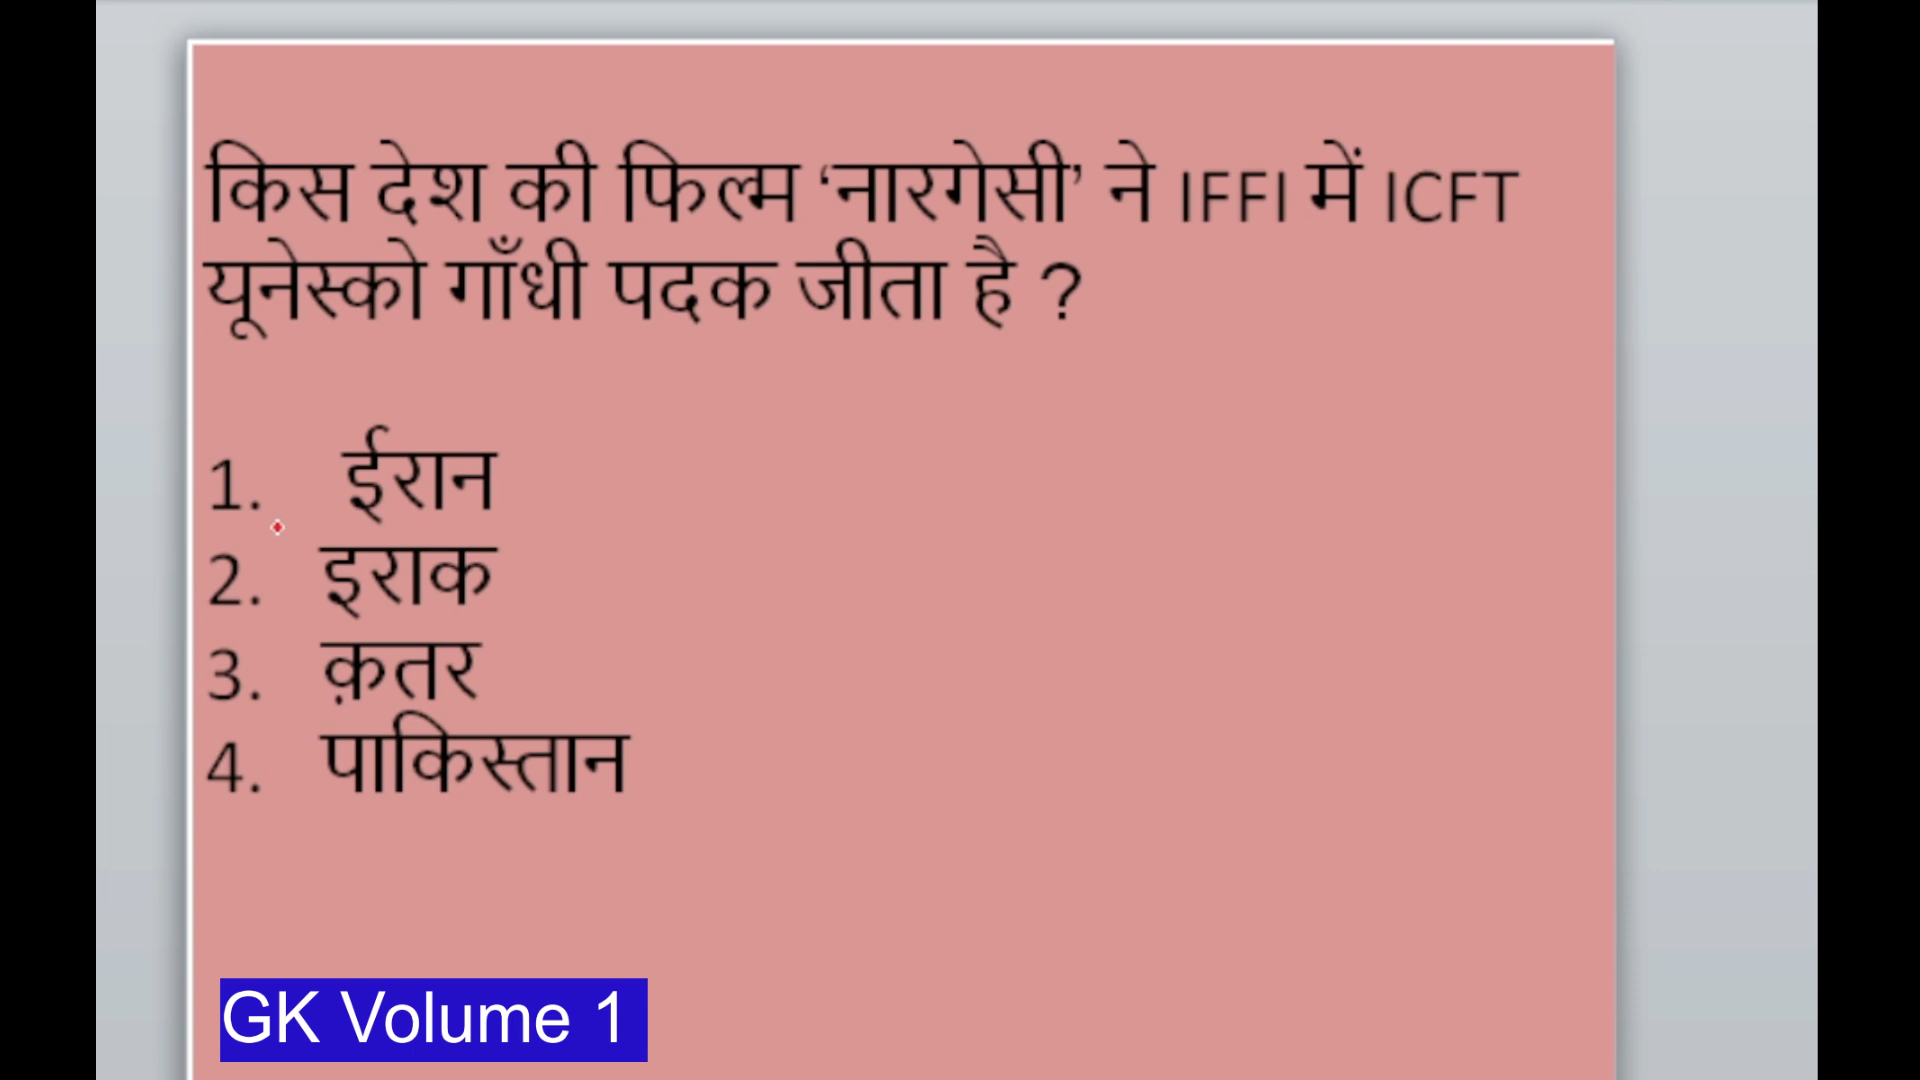 किस देश की फिल्म ‘नारगेसी’ ने IFFI में ICFT
यूनेस्को गाँधी पदक जीता है ?
1. ईरान
2. इराक
3. क़तर
4. पाकिस्तान
GK Volume 1